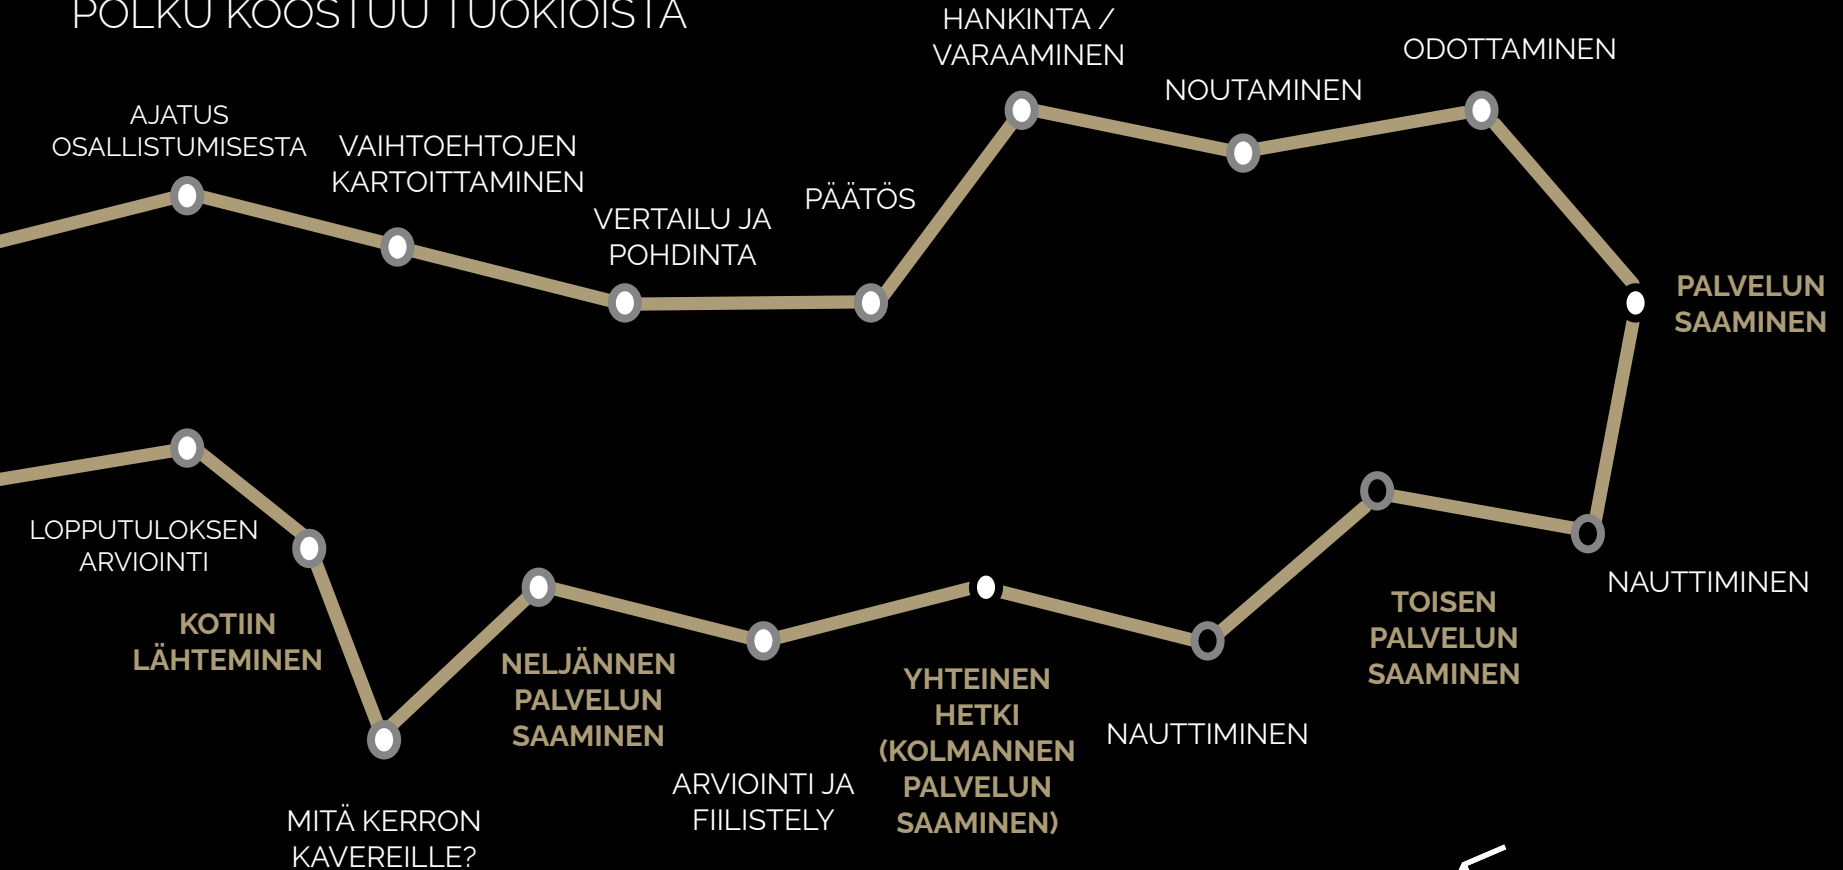 POLKU KOOSTUU TUOKIOISTA
AJATUS
OSALLISTUMISESTA
VAIHTOEHTOJEN
KARTOITTAMINEN
VERTAILU JA
POHDINTA
PÄÄTÖS
HANKINTA /
VARAAMINEN
NOUTAMINEN
ODOTTAMINEN
PALVELUN
SAAMINEN
NAUTTIMINEN
TOISEN
PALVELUN
SAAMINEN
NAUTTIMINEN
YHTEINEN
HETKI
(KOLMANNEN
PALVELUN
SAAMINEN)
ARVIOINTI JA
FIILISTELY
NELJÄNNEN
PALVELUN
SAAMINEN
MITÄ KERRON
KAVEREILLE?
KOTIIN
LÄHTEMINEN
LOPPUTULOKSEN
ARVIOINTI